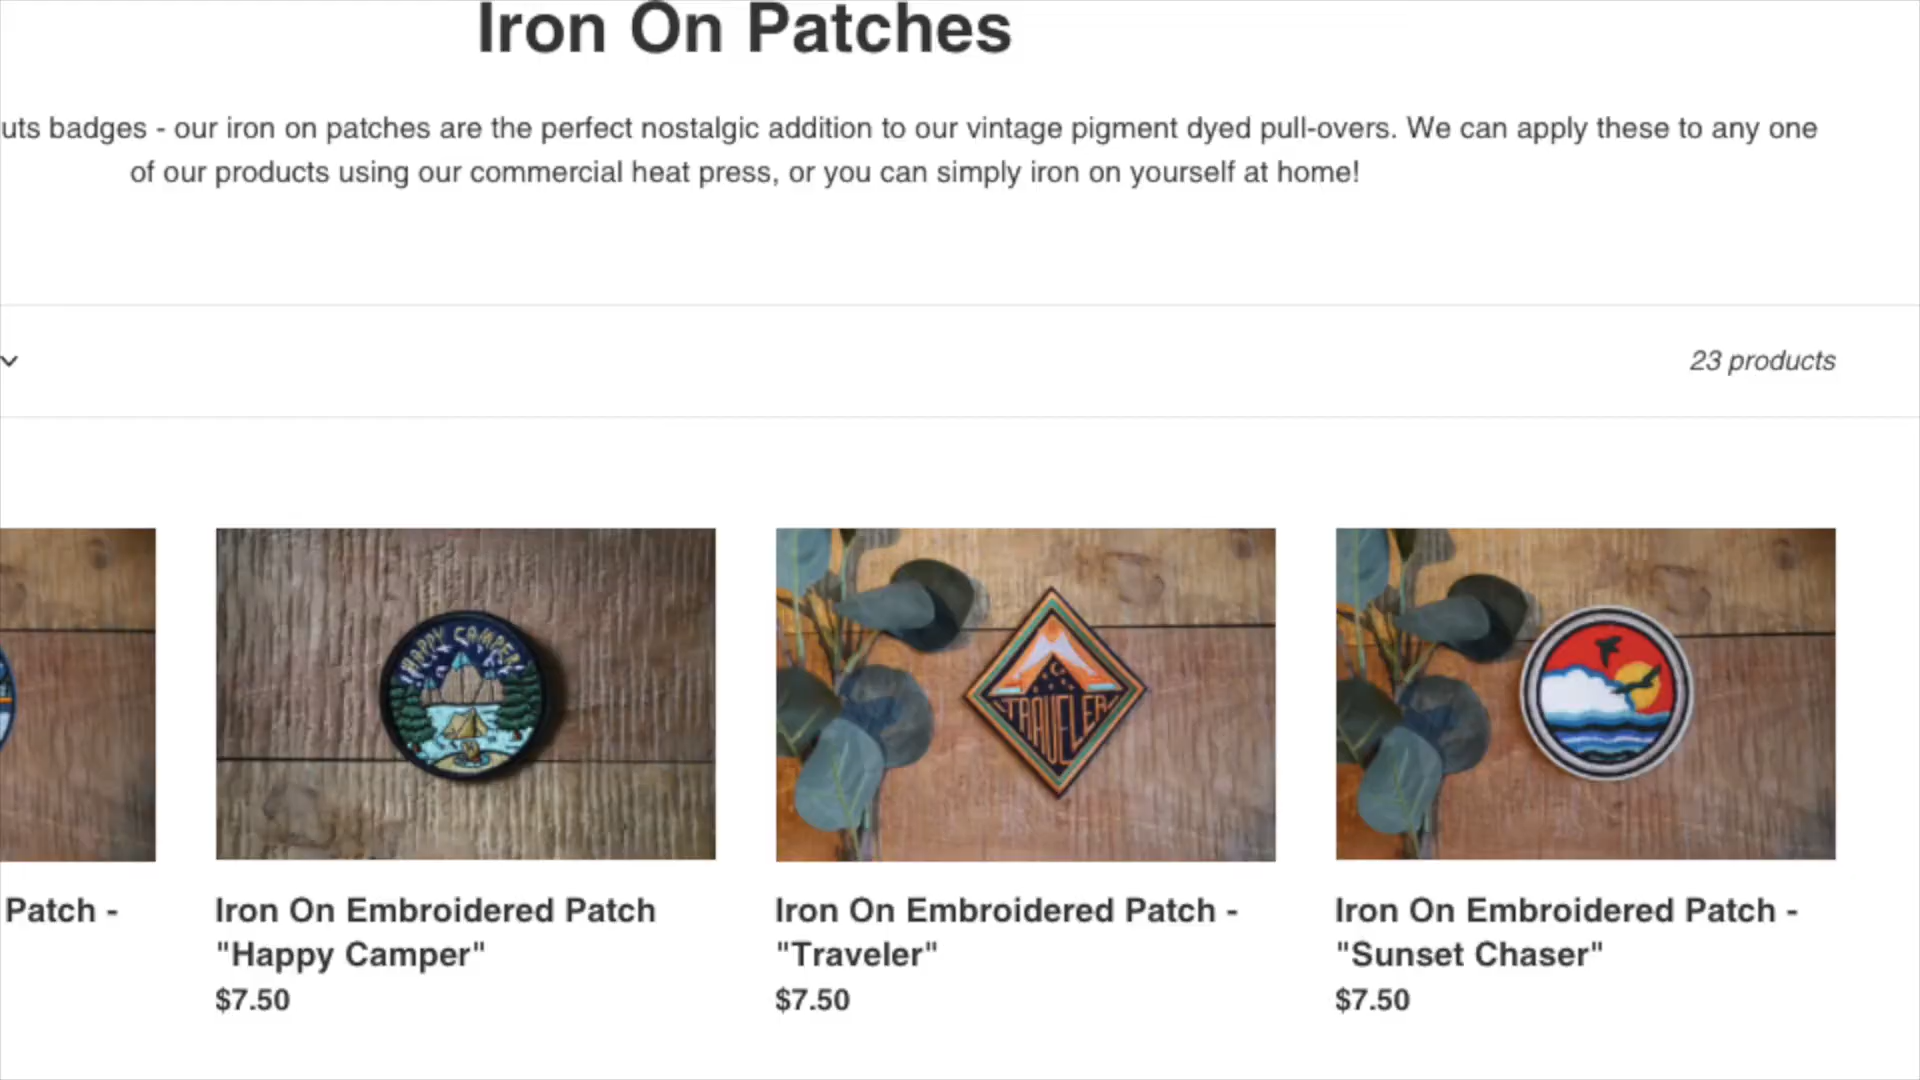 Iron On Patches
uts badges - our iron on patches are the perfect nostalgic addition to our vintage pigment dyed pull-overs. We can apply these to any one
of our products using our commercial heat press, or you can simply iron on yourself at home!
23 products
HAPPY CAMPER
TRAVELER
Patch -
Iron On Embroidered Patch
"Happy Camper"
$7.50
Iron On Embroidered Patch -
"Traveler"
$7.50
Iron On Embroidered Patch -
"Sunset Chaser"
$7.50